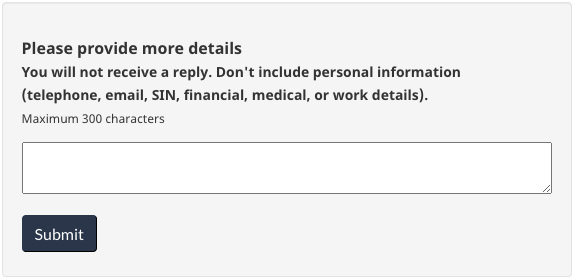 Please provide more details
You will not receive a reply. Don't include personal information
(telephone, email, SIN, financial, medical, or work details).
Maximum 300 characters
Submit